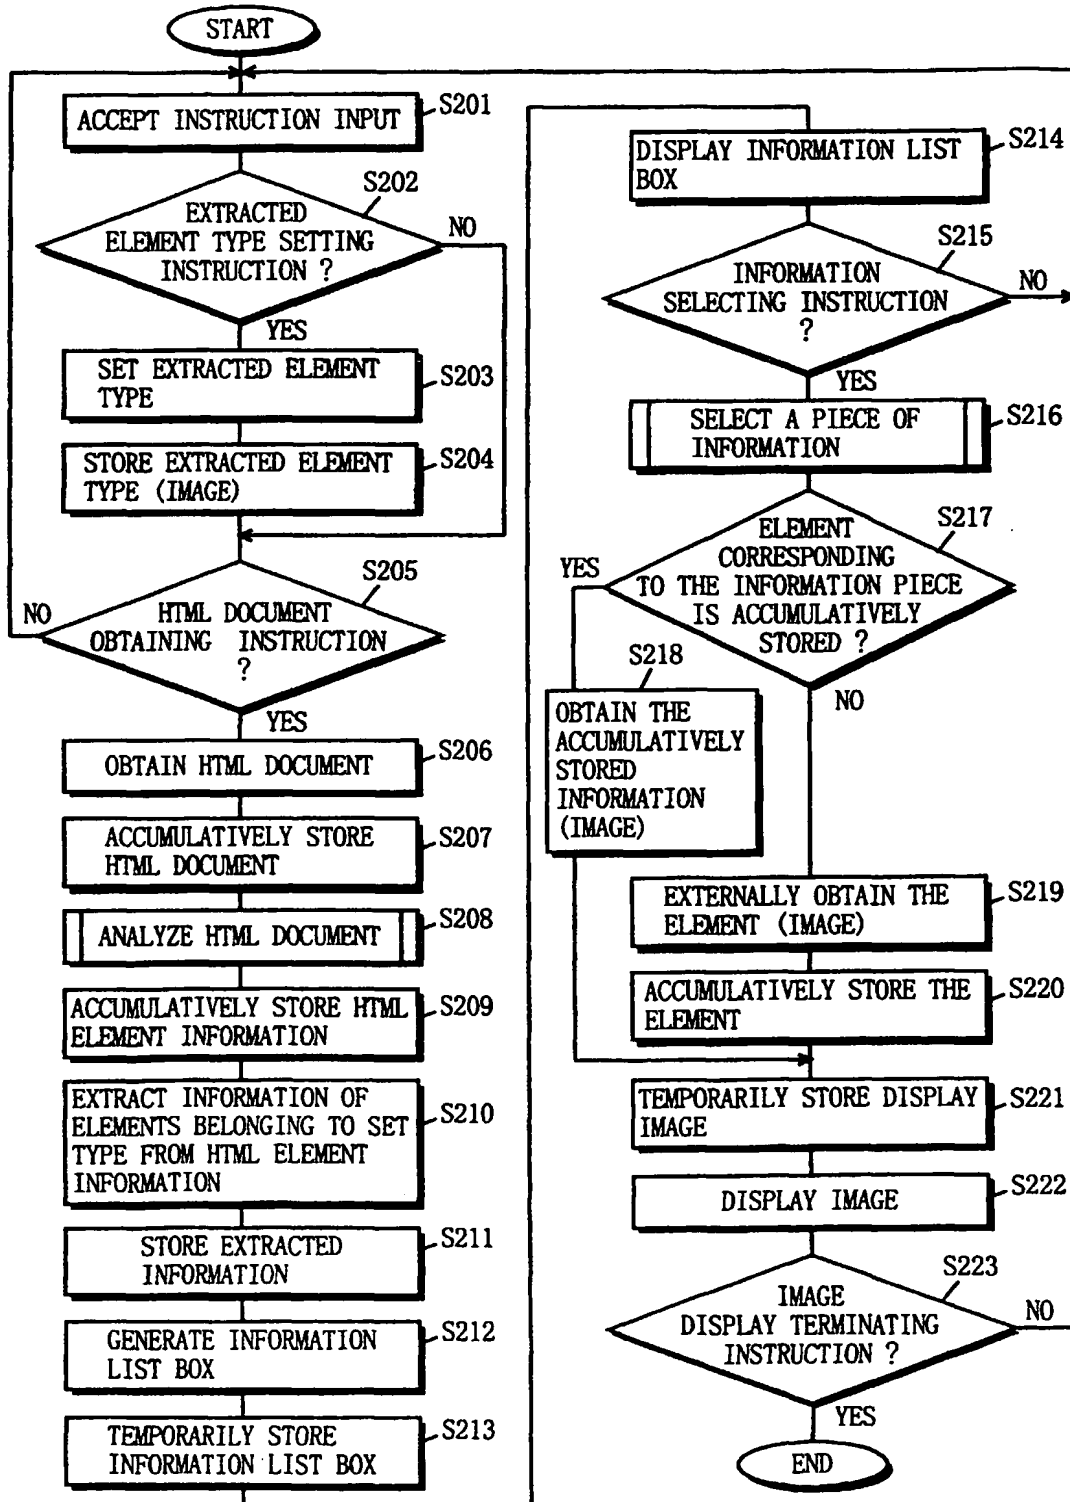 START
ACCEPT INSTRUCTION INPUT
S201
S202
EXTRACTED
ELEMENT TYPE SETTING
INSTRUCTION ?
NO
YES
SET EXTRACTED ELEMENT
TYPE
S203
STORE EXTRACTED ELEMENT
TYPE (IMAGE)
S204
S205
NO
HTML DOCUMENT
OBTAINING INSTRUCTION
?
YES
OBTAIN HTML DOCUMENT
S206
ACCUMULATIVELY STORE
HTML DOCUMENT
S207
ANALYZE HTML DOCUMENT
S208
ACCUMULATIVELY STORE HTML
ELEMENT INFORMATION
S209
EXTRACT INFORMATION OF
ELEMENTS BELONGING TO SET
TYPE FROM HTML ELEMENT
INFORMATION
S210
STORE EXTRACTED
INFORMATION
S211
GENERATE INFORMATION
LIST BOX
S212
TEMPORARILY STORE
INFORMATION LIST BOX
S213
DISPLAY INFORMATION LIST
BOX
S214
S215
INFORMATION
SELECTING INSTRUCTION
?
NO
YES
SELECT A PIECE OF
INFORMATION
S216
S217
ELEMENT
CORRESPONDING
TO THE INFORMATION PIECE
IS ACCUMULATIVELY
STORED ?
YES
NO
S218
OBTAIN THE
ACCUMULATIVELY
STORED
INFORMATION
(IMAGE)
EXTERNALLY OBTAIN THE
ELEMENT (IMAGE)
S219
ACCUMULATIVELY STORE THE
ELEMENT
S220
TEMPORARILY STORE DISPLAY
IMAGE
S221
DISPLAY IMAGE
S222
S223
IMAGE
DISPLAY TERMINATING
INSTRUCTION ?
NO
YES
END